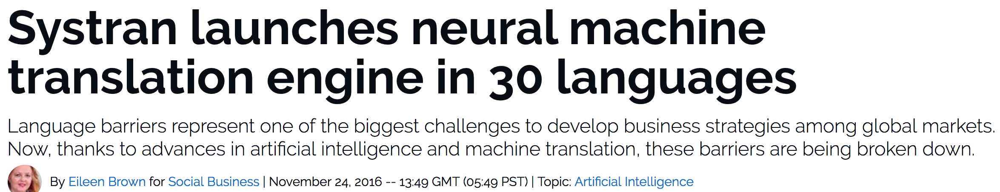 Systran launches neural machine
translation engine in 30 languages
Language barriers represent one of the biggest challenges to develop business strategies among global markets.
Now, thanks to advances in artificial intelligence and machine translation, these barriers are being broken down.
By Eileen Brown for Social Business | November 24, 2016 -- 13:49 GMT (05:49 PST) | Topic: Artificial Intelligence